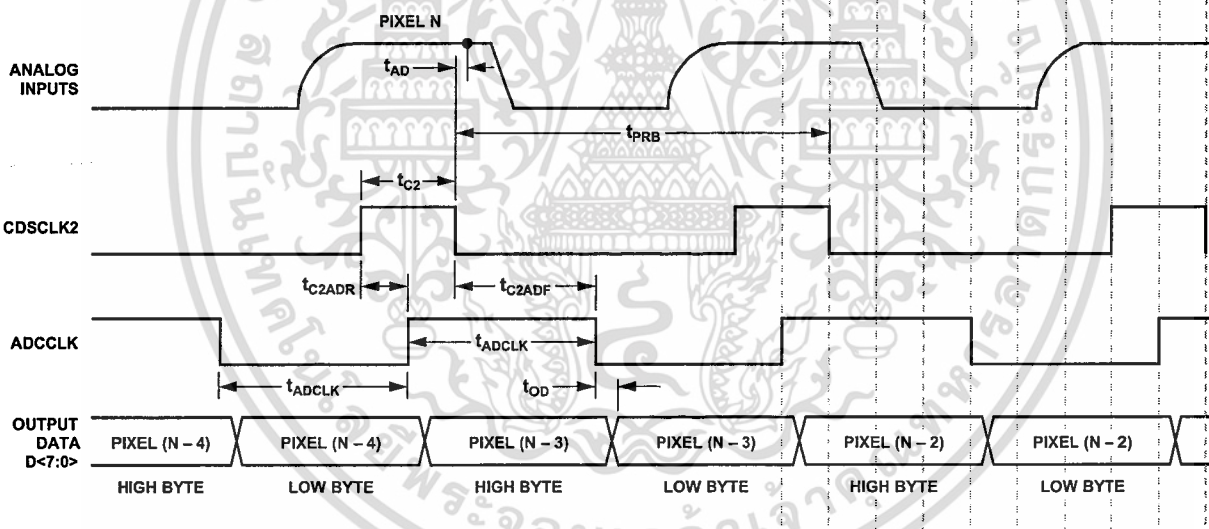 PIXEL N
ANALOG
INPUTS
tAD
tPRB
tC2
CDSCLK2
tC2ADR
tC2ADF
ADCCLK
tADCLK
tADCLK
tOD
OUTPUT
DATA
D<7:0>
PIXEL (N – 4)
PIXEL (N – 4)
PIXEL (N – 3)
PIXEL (N – 3)
PIXEL (N – 2)
PIXEL (N – 2)
HIGH BYTE
LOW BYTE
HIGH BYTE
LOW BYTE
HIGH BYTE
LOW BYTE